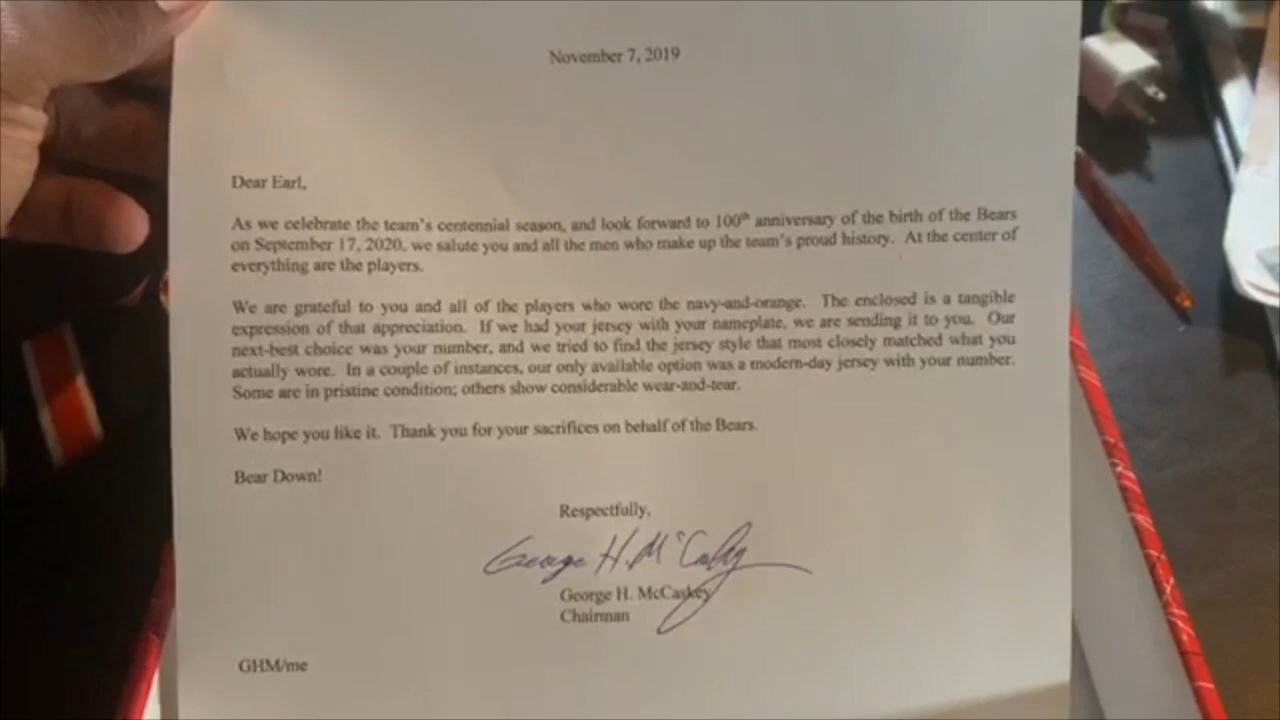 November 7, 2019
Dear Earl,
As we celebrate the team's centennial season, and look forward to 100th anniversary of the birth of the Bears
on September 17, 2020, we salute you and all the men who make up the team's proud history. At the center of
everything are the players.
We are grateful to you and all of the players who wore the navy-and-orange. The enclosed is a tangible
expression of that appreciation. If we had your jersey with your nameplate, we are sending it to you. Our
next-best choice was your number, and we tried to find the jersey style that most closely matched what you
actually wore. In a couple of instances, our only available option was a modern-day jersey with your number.
Some are in pristine condition; others show considerable wear-and-tear.
We hope you like it. Thank you for your sacrifices on behalf of the Bears.
Bear Down!
Respectfully,
George H. McCaskey
George H. McCaskey
Chairman
GHM/me